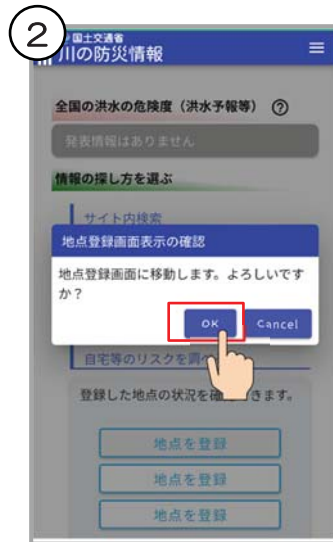 ②
国土交通省
川の防災情報
全国の洪水の危険度（洪水予報等） ?
発表情報はありません
情報の探し方を選ぶ
サイト内検索
地点登録画面表示の確認
地点登録画面に移動します。よろしいです
か？
OK Cancel
自宅等のリスクを調べ
登録した地点の状況を確認できます。
地点を登録
地点を登録
地点を登録